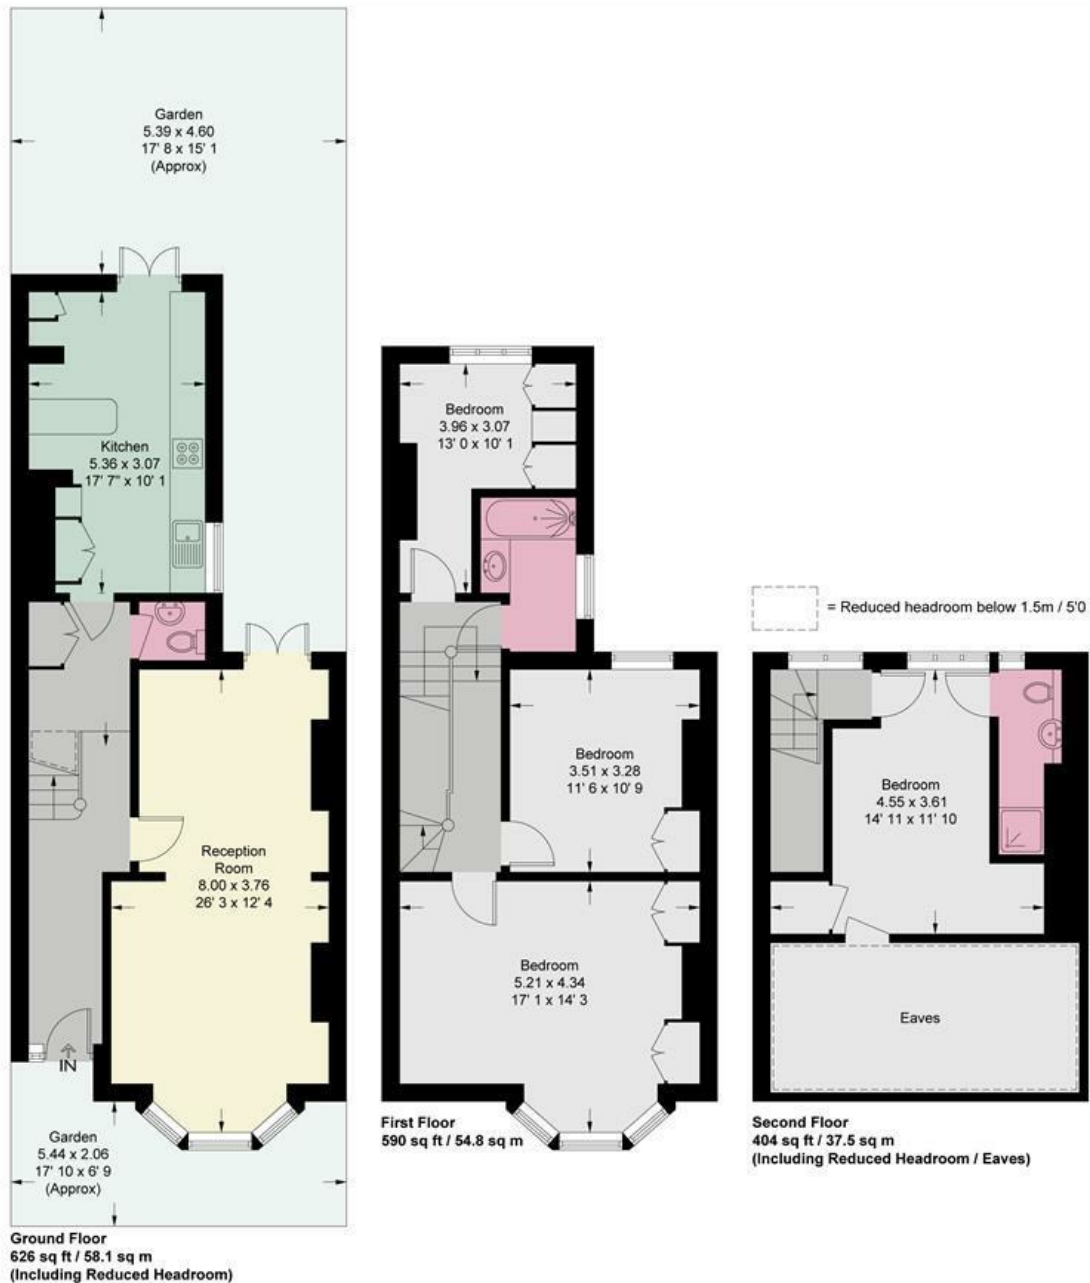 Garden
5.39 x 4.60
17' 8 x 15' 1
(Approx)
Kitchen
5.36 x 3.07
17' 7" x 10' 1
Reception
Room
8.00 x 3.76
26' 3 x 12' 4
IN
Garden
5.44 x 2.06
17' 10 x 6' 9
(Approx)
Ground Floor
626 sq ft / 58.1 sq m
(Including Reduced Headroom)
Bedroom
3.96 x 3.07
13' 0 x 10' 1
Bedroom
3.51 x 3.28
11' 6 x 10' 9
Bedroom
5.21 x 4.34
17' 1 x 14' 3
First Floor
590 sq ft / 54.8 sq m
= Reduced headroom below 1.5m / 5'0
Bedroom
4.55 x 3.61
14' 11 x 11' 10
Eaves
Second Floor
404 sq ft / 37.5 sq m
(Including Reduced Headroom / Eaves)